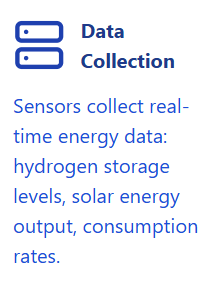 Data
Collection
Sensors collect real-
time energy data:
hydrogen storage
levels, solar energy
output, consumption
rates.